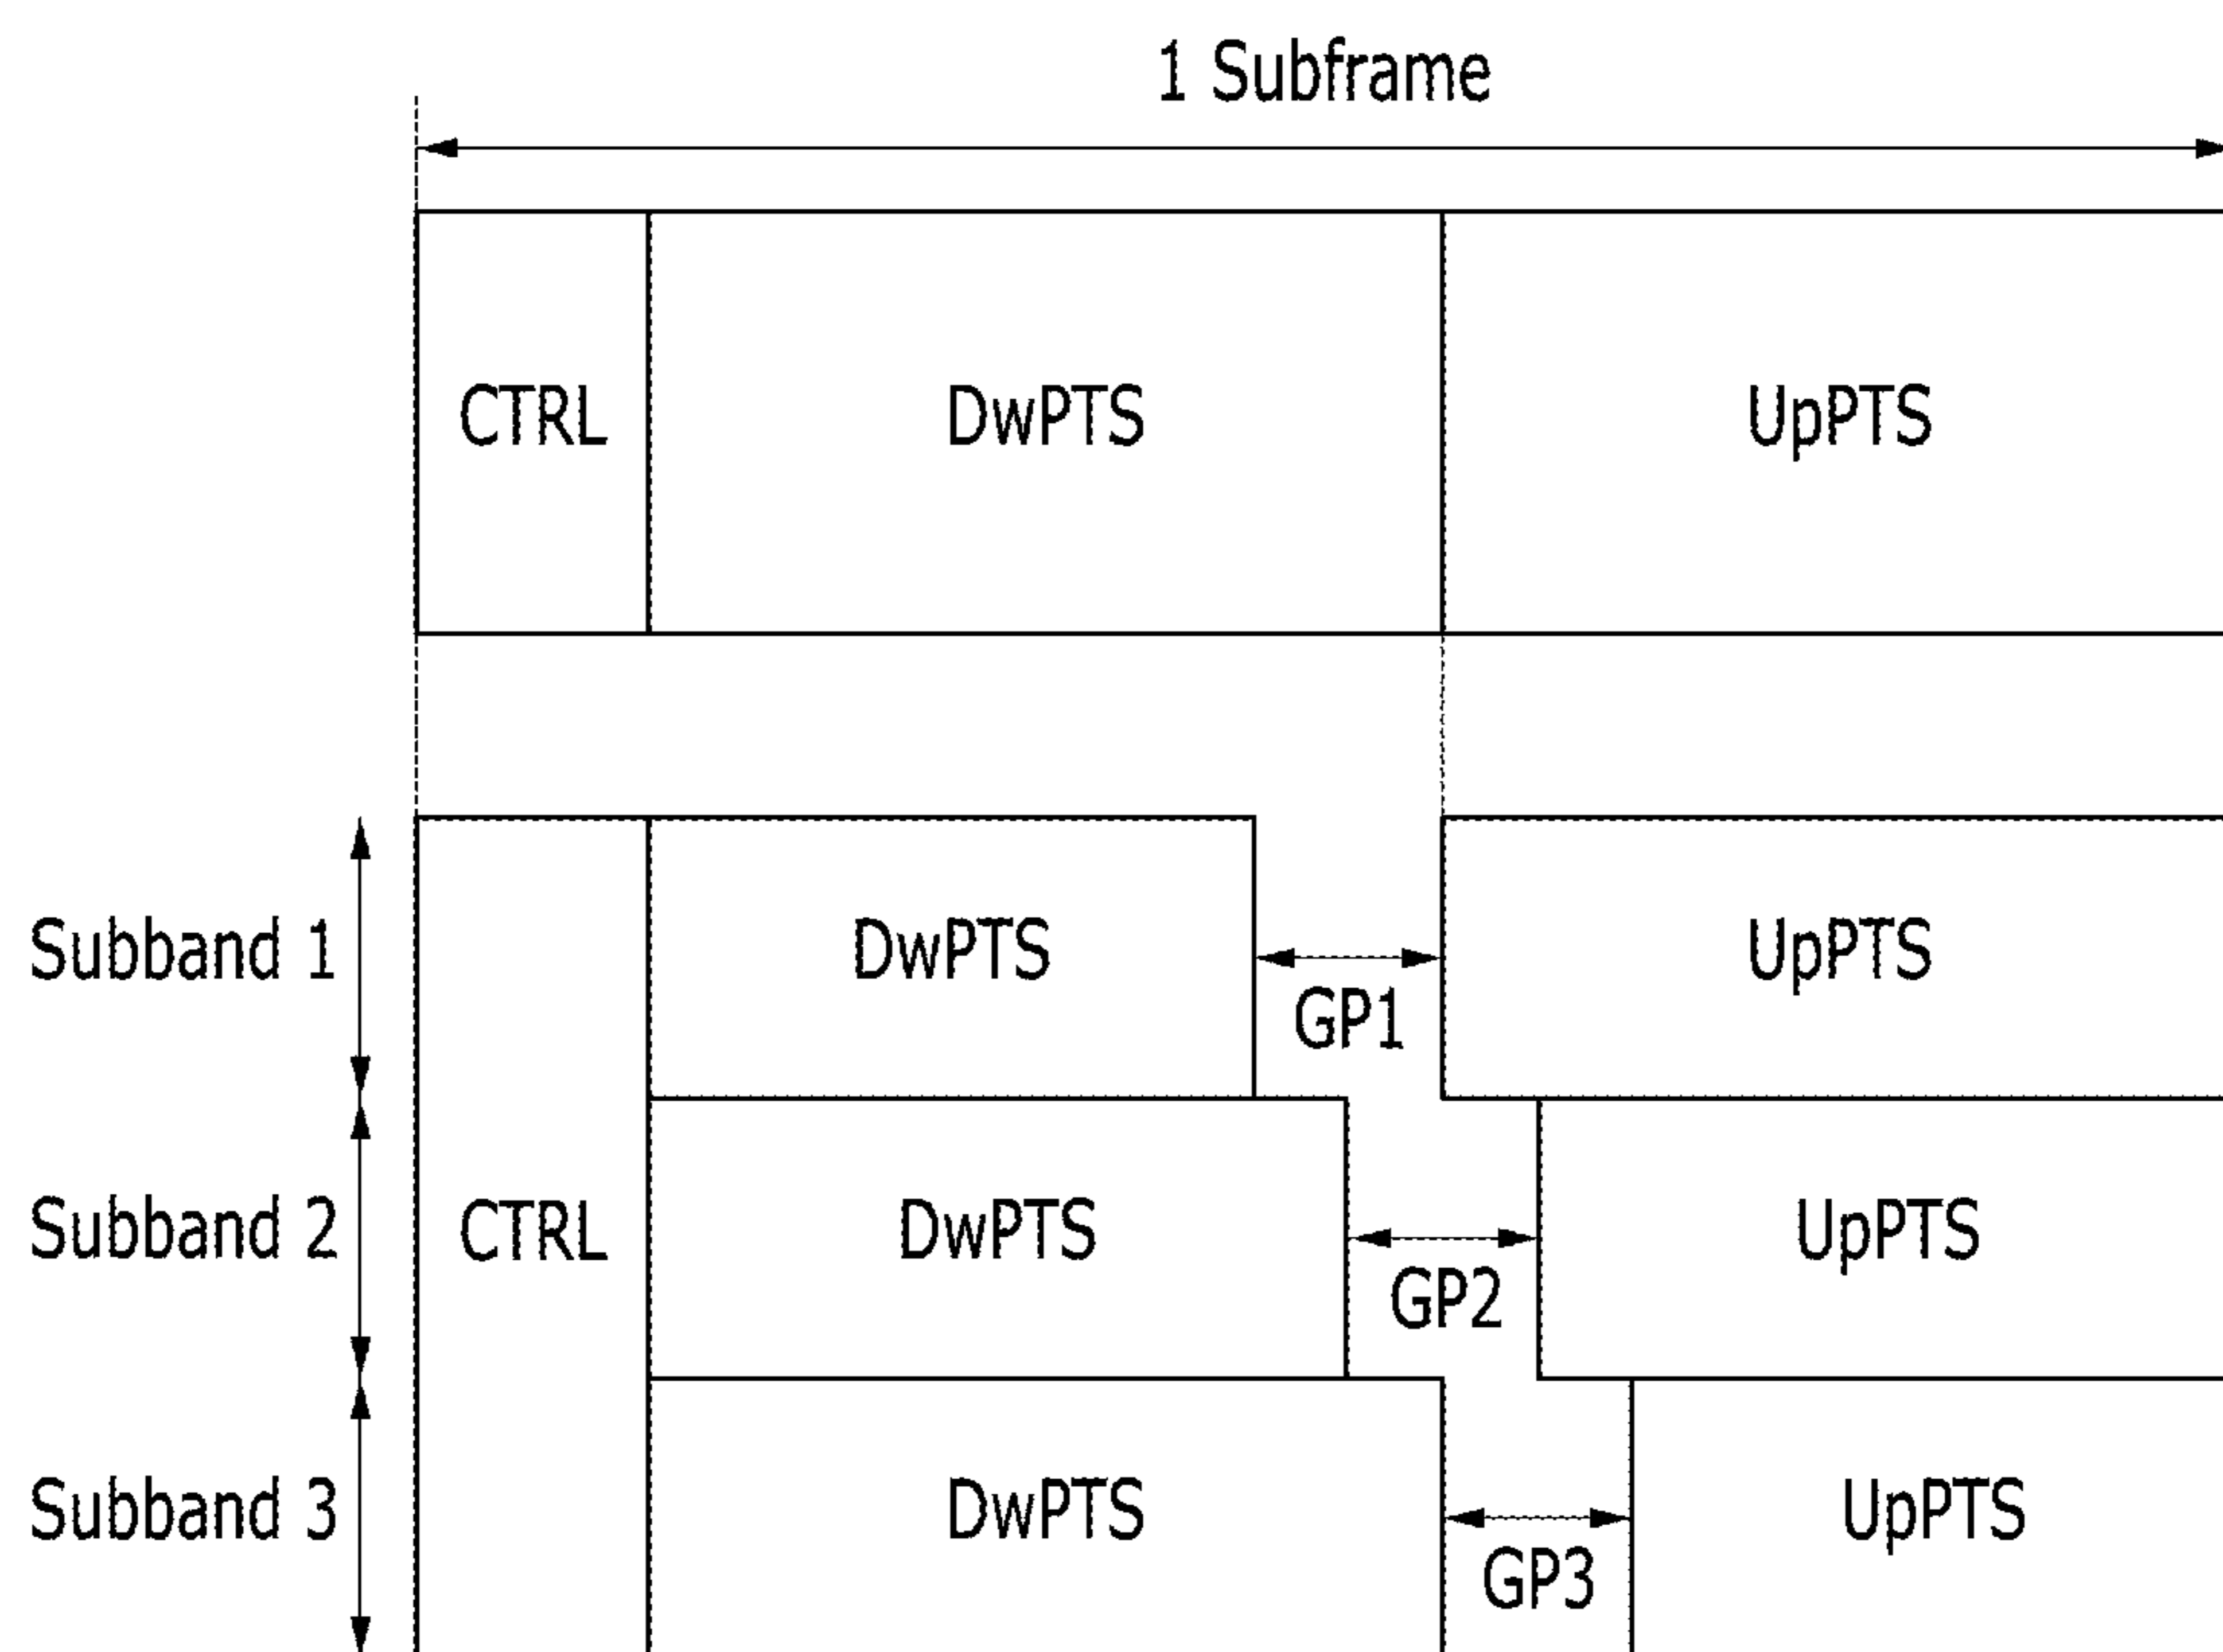 1 Subframe
CTRL DwPTS UpPTS
Subband 1 DwPTS UpPTS
GP1
Subband 2 CTRL DwPTS UpPTS
GP2
Subband 3 DwPTS UpPTS
GP3